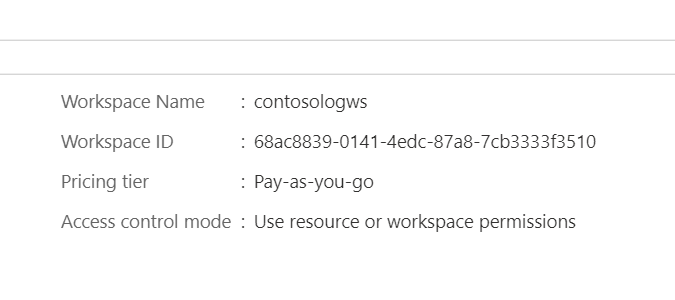 Workspace Name : contosologws
Workspace ID : 68ac8839-0141-4edc-87a8-7cb3333f3510
Pricing tier : Pay-as-you-go
Access control mode : Use resource or workspace permissions